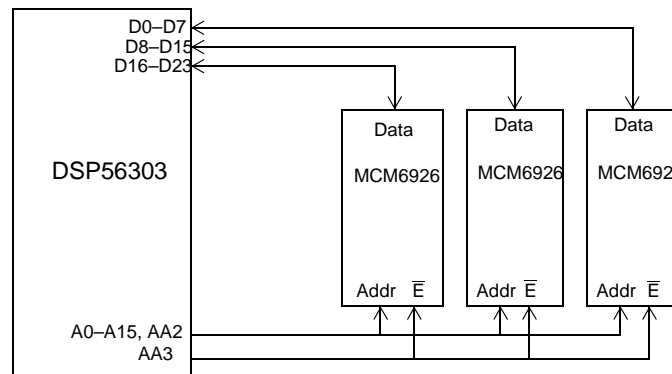 D0–D7
D8–D15
D16–D23
Data Data Data
DSP56303
MCM6926 MCM6926 MCM692
Addr E̅ Addr E̅ Addr E̅
A0–A15, AA2
AA3